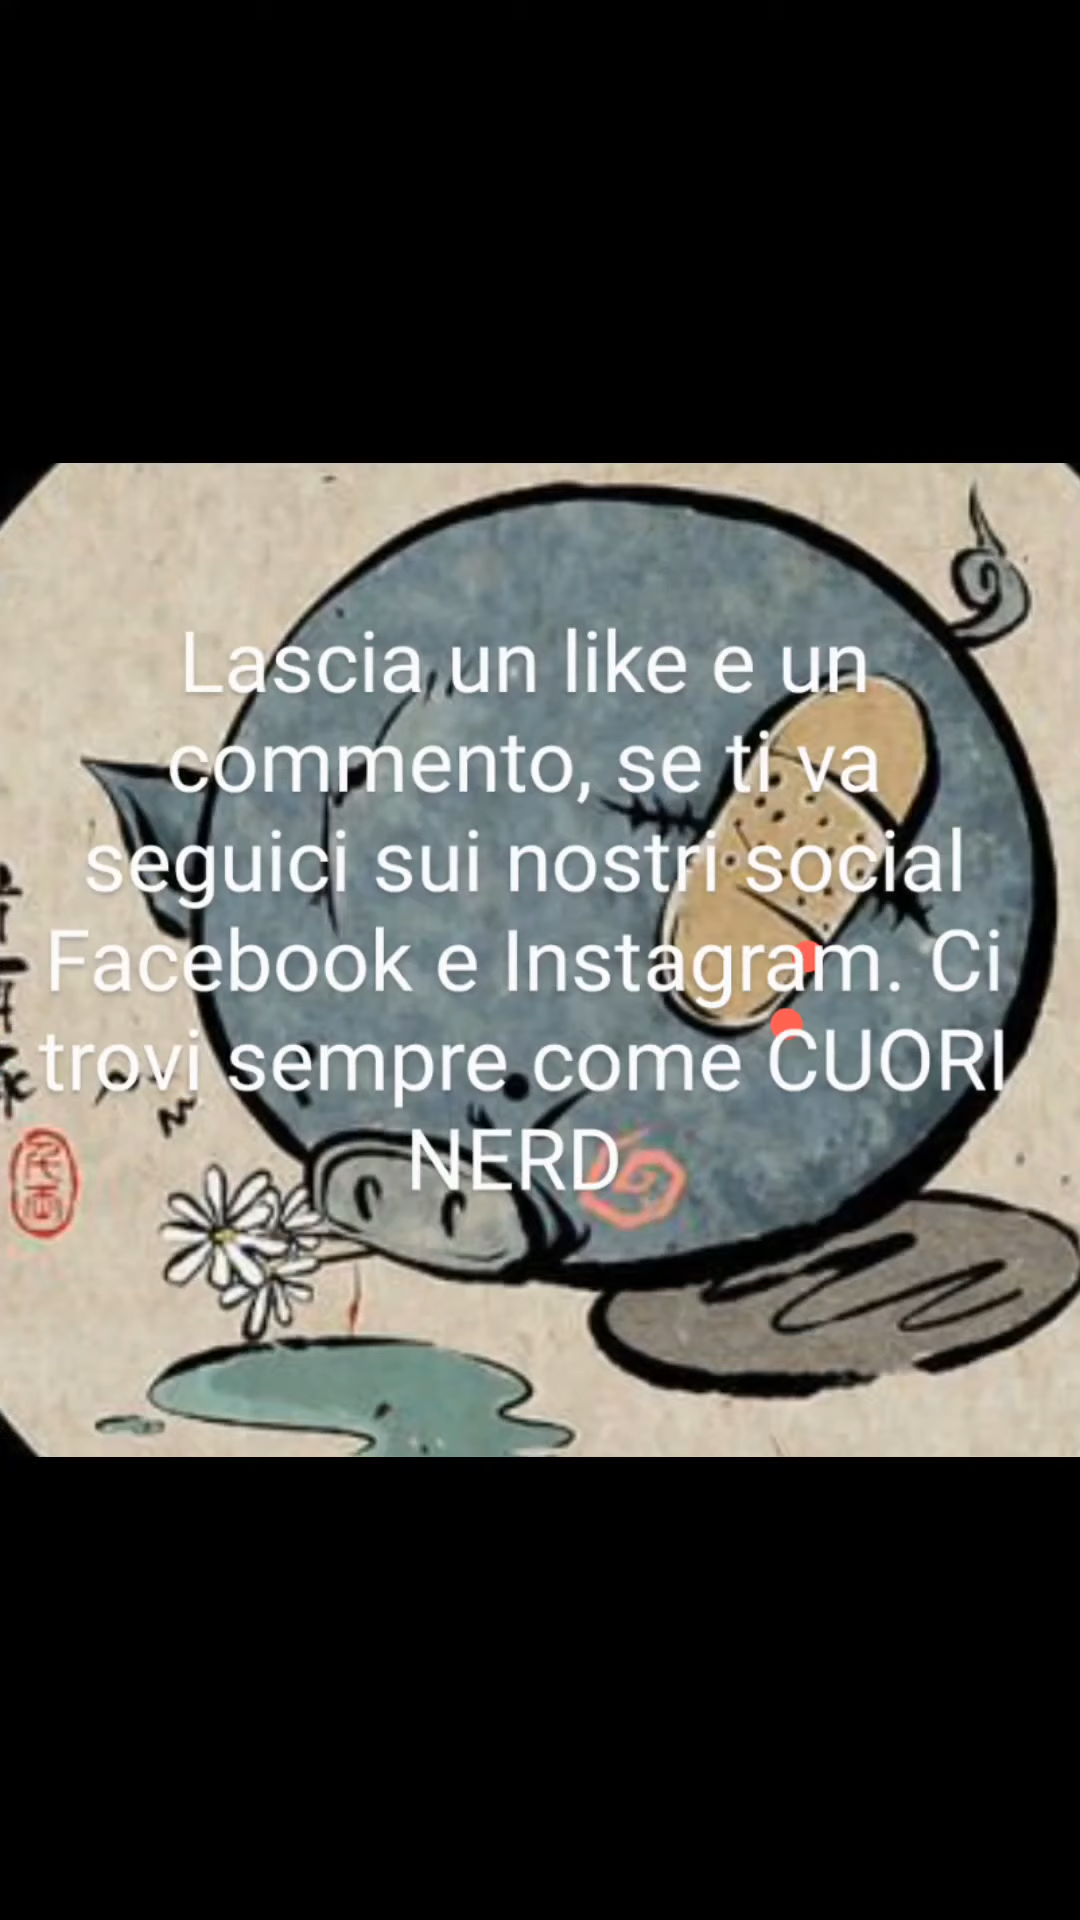 Lascia un like e un
commento, se ti va
seguici sui nostri social
Facebook e Instagram. Ci
trovi sempre come CUORI
NERD